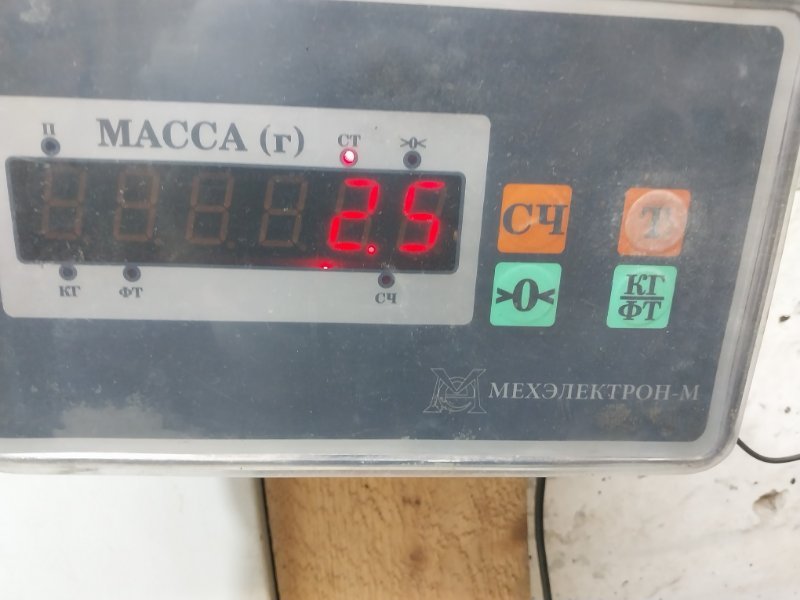 П МАССА (г) СТ >0<
2.5
КГ ФТ СЧ
СЧ Т
>0< КГ
ФТ
МЕХЭЛЕКТРОН-М